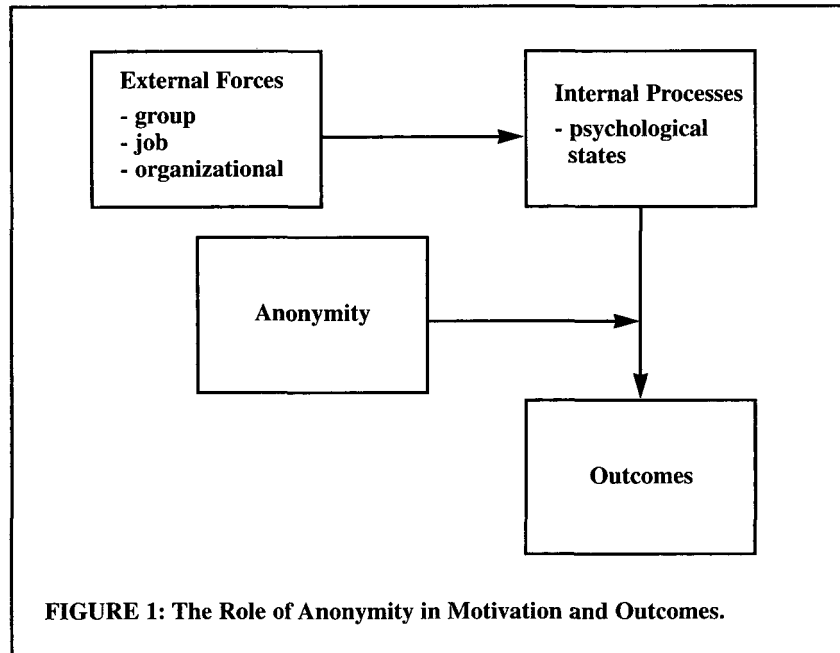 External Forces
- group
- job
- organizational
Internal Processes
- psychological
states
Anonymity
Outcomes
FIGURE 1: The Role of Anonymity in Motivation and Outcomes.